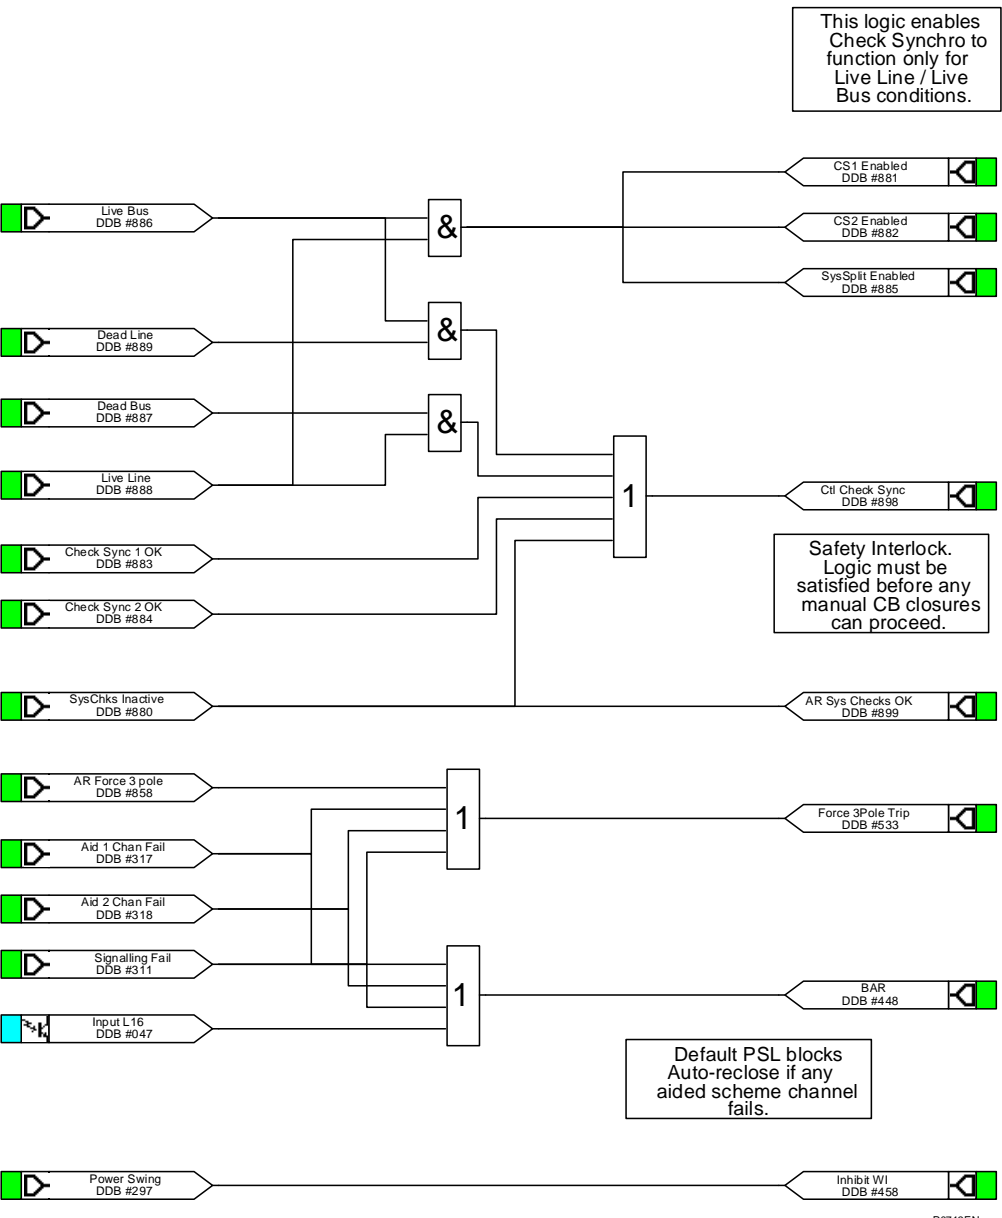 This logic enables
Check Synchro to
function only for
Live Line / Live
Bus conditions.
CS1 Enabled
DDB #881
Live Bus
DDB #886
&
CS2 Enabled
DDB #882
SysSplit Enabled
DDB #885
Dead Line
DDB #889
&
Dead Bus
DDB #887
&
Live Line
DDB #888
1
Ctl Check Sync
DDB #898
Check Sync 1 OK
DDB #883
Safety Interlock.
Logic must be
satisfied before any
manual CB closures
can proceed.
Check Sync 2 OK
DDB #884
SysChks Inactive
DDB #880
AR Sys Checks OK
DDB #899
AR Force 3 pole
DDB #858
1
Force 3Pole Trip
DDB #533
Aid 1 Chan Fail
DDB #317
Aid 2 Chan Fail
DDB #318
Signalling Fail
DDB #311
1
BAR
DDB #448
Input L16
DDB #047
Default PSL blocks
Auto-reclose if any
aided scheme channel
fails.
Power Swing
DDB #297
Inhibit WI
DDB #458